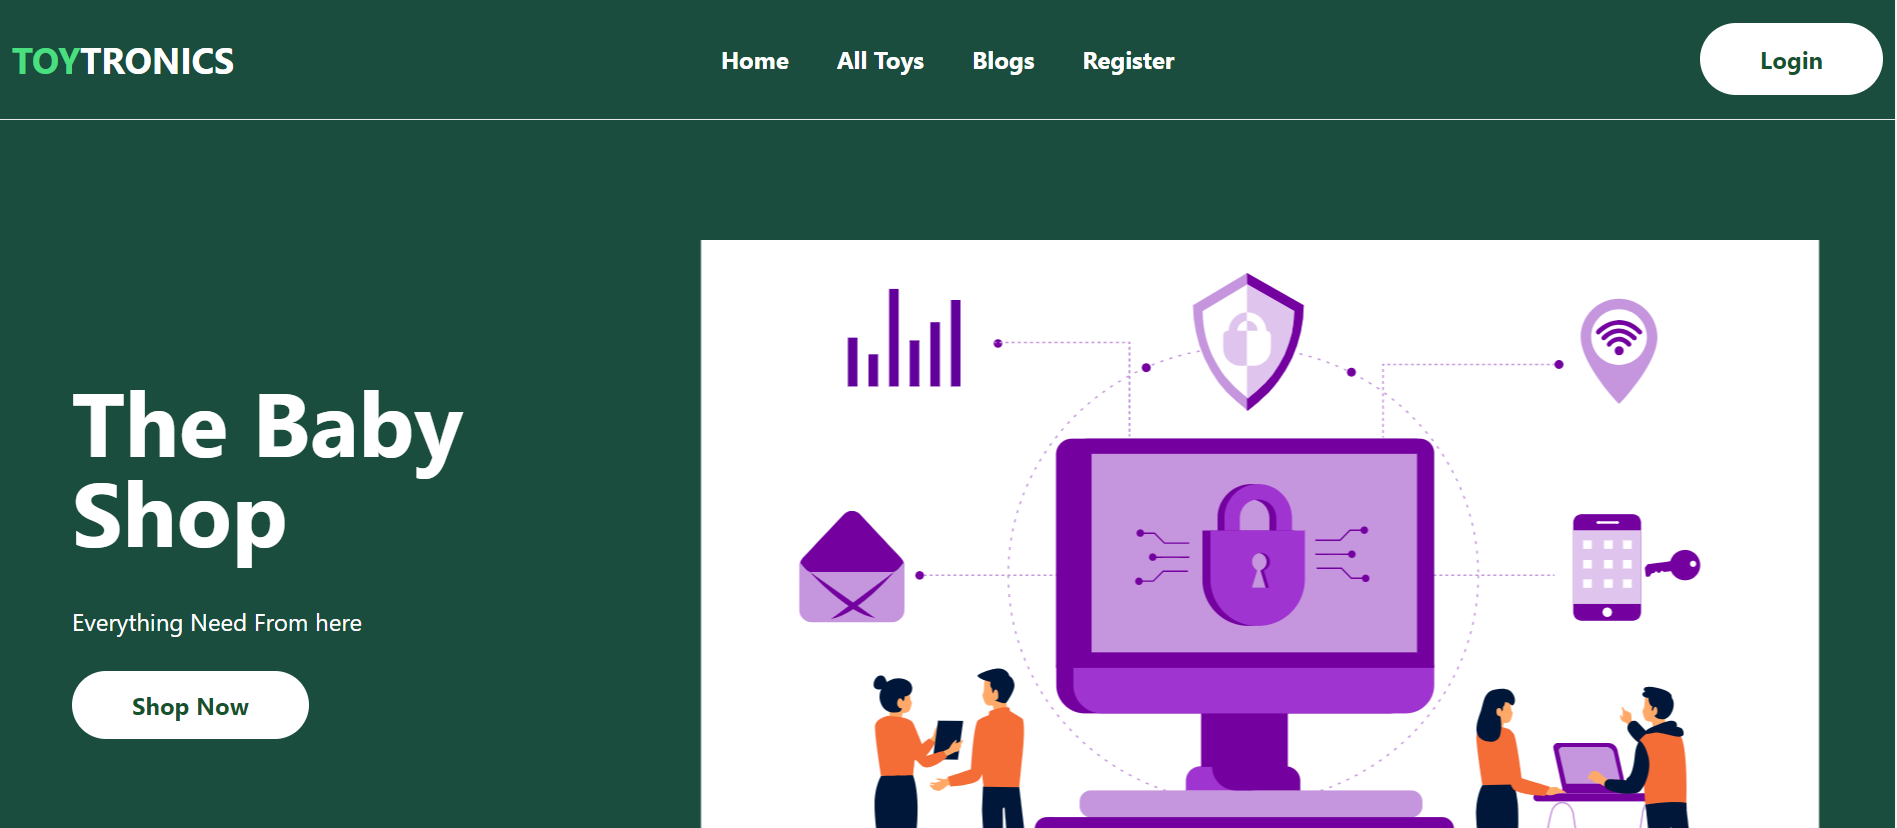 TOYTRONICS
Home All Toys Blogs Register
Login
The Baby
Shop
Everything Need From here
Shop Now